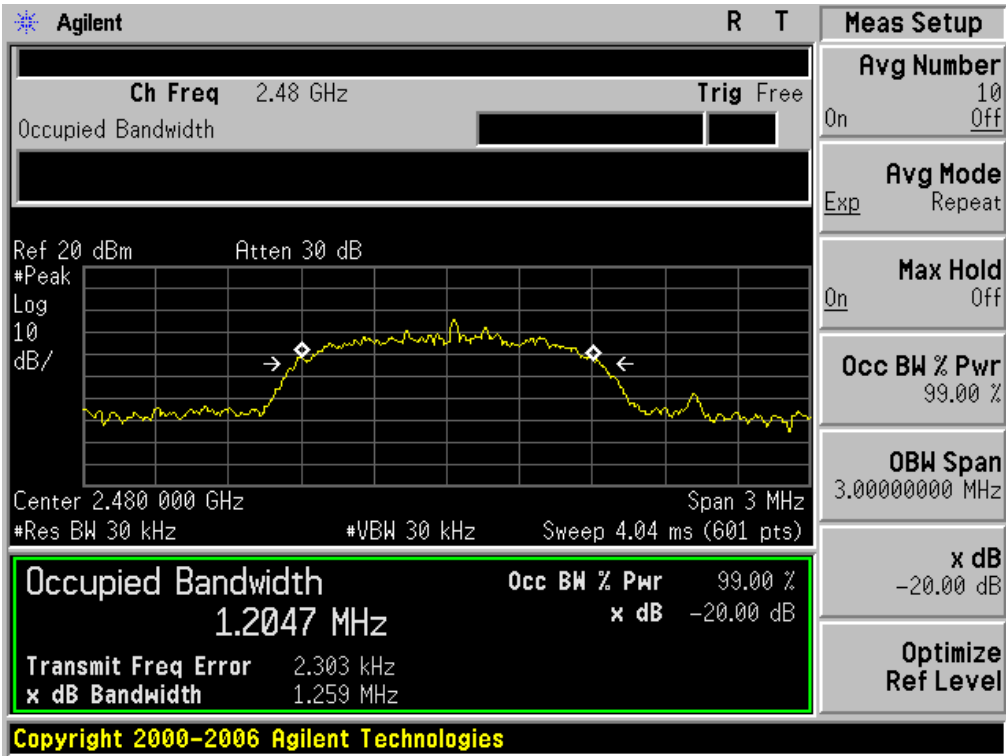 Agilent R T
Ch Freq 2.48 GHz Trig Free
Occupied Bandwidth
Ref 20 dBm Atten 30 dB
#Peak
Log
10
dB/
Center 2.480 000 GHz Span 3 MHz
#Res BW 30 kHz #VBW 30 kHz Sweep 4.04 ms (601 pts)
Occupied Bandwidth
1.2047 MHz
Occ BW % Pwr 99.00 %
x dB -20.00 dB
Transmit Freq Error 2.303 kHz
x dB Bandwidth 1.259 MHz
Copyright 2000-2006 Agilent Technologies
Meas Setup
Avg Number
10
On Off
Avg Mode
Exp Repeat
Max Hold
On Off
Occ BW % Pwr
99.00 %
OBW Span
3.00000000 MHz
x dB
-20.00 dB
Optimize
Ref Level